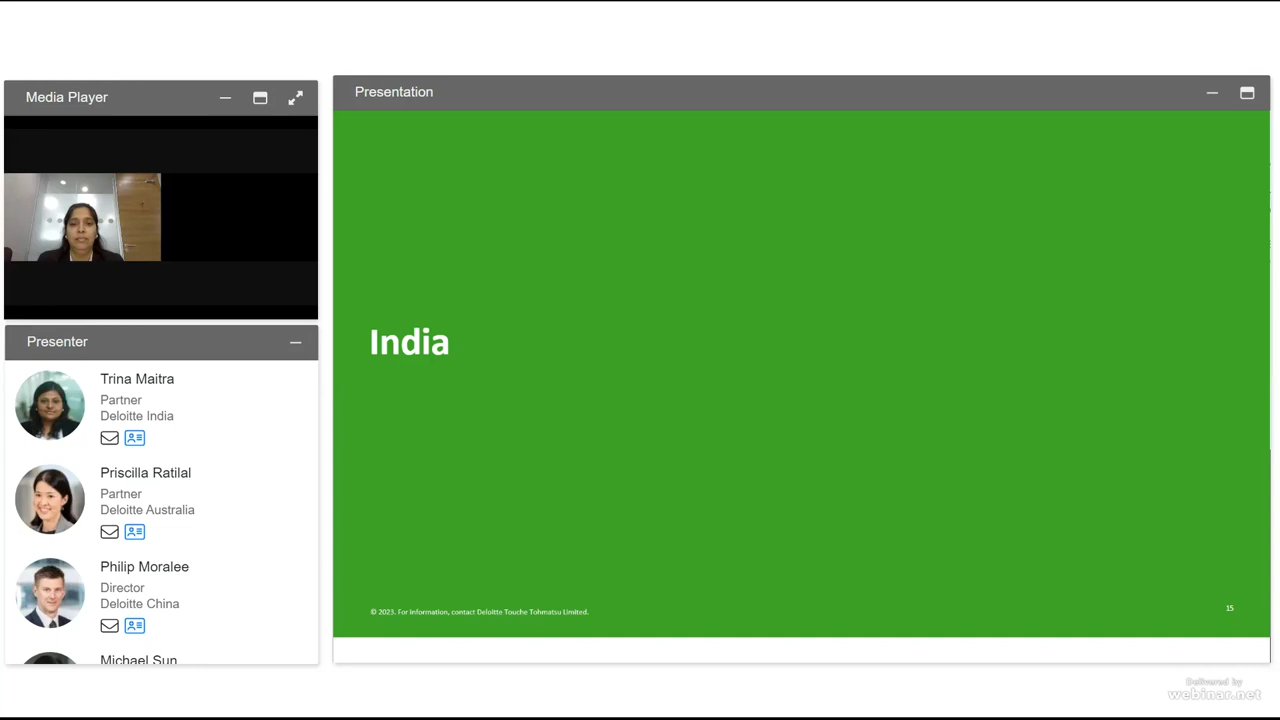 Media Player
Presentation
India
Presenter
Trina Maitra
Partner
Deloitte India
Priscilla Ratilal
Partner
Deloitte Australia
Philip Moralee
Director
Deloitte China
Michael Sun
© 2023. For information, contact Deloitte Touche Tohmatsu Limited.
15
Delivered by
webinar.net